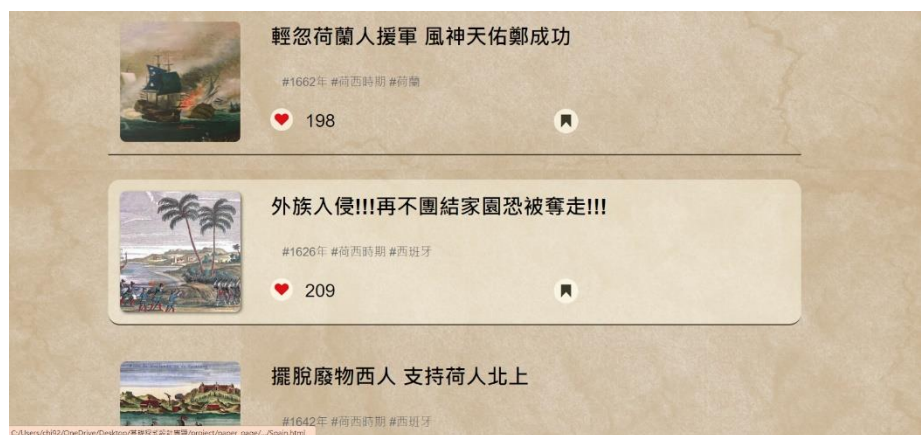 輕忽荷蘭人援軍 風神天佑鄭成功
#1662年 #荷西時期 #荷蘭
198
外族入侵!!!再不團結家園恐被奪走!!!
#1626年 #荷西時期 #西班牙
209
擺脫廢物西人 支持荷人北上
#1642年 #荷西時期 #西班牙